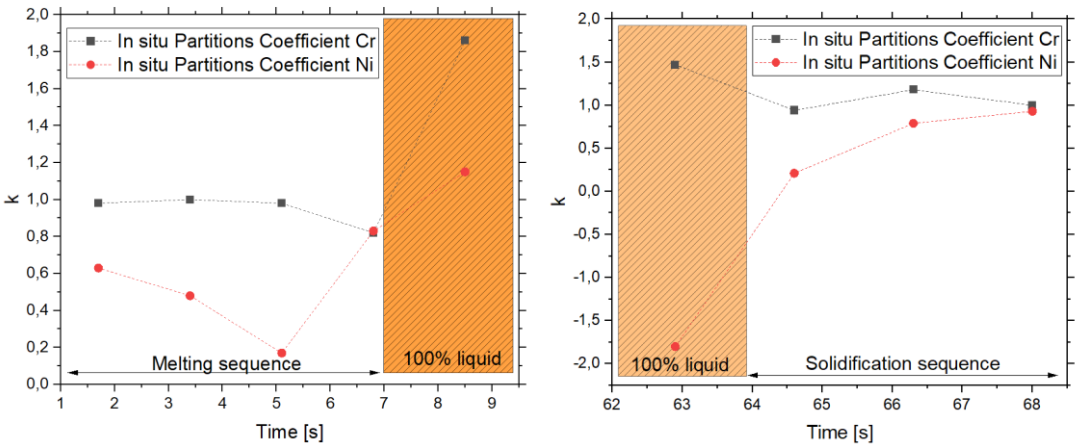 In situ Partitions Coefficient Cr
In situ Partitions Coefficient Ni
2,0
1,8
1,6
1,4
1,2
1,0
0,8
0,6
0,4
0,2
0,0
k
Melting sequence
100% liquid
1 2 3 4 5 6 7 8 9
Time [s]
In situ Partitions Coefficient Cr
In situ Partitions Coefficient Ni
2,0
1,5
1,0
0,5
0,0
-0,5
-1,0
-1,5
-2,0
k
100% liquid
Solidification sequence
62 63 64 65 66 67 68
Time [s]